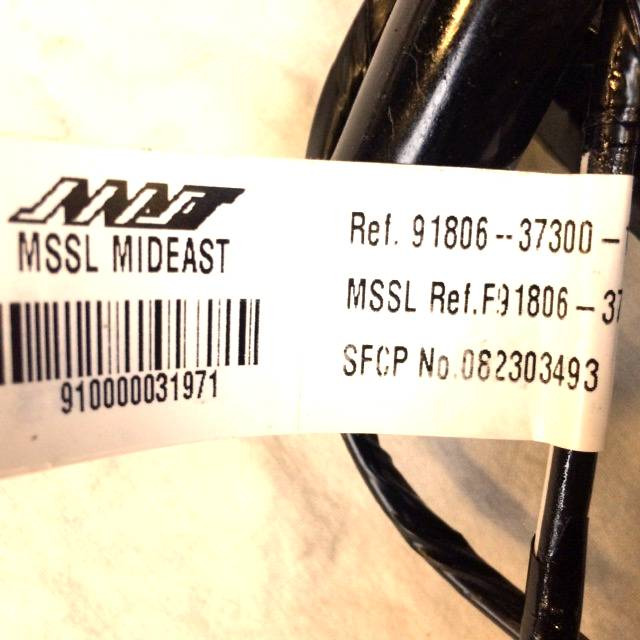 MSSL MIDEAST
910000031971
Ref. 91806--37300-
MSSL Ref.F91806-37
SFCP No.082303493